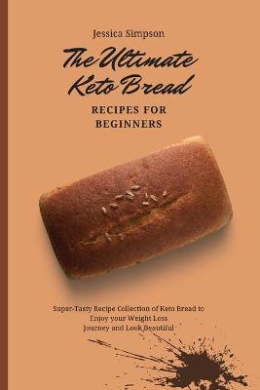 Jessica Simpson
The Ultimate
Keto Bread
RECIPES FOR
BEGINNERS
Super-Tasty Recipe Collection of Keto Bread to
Enjoy your Weight Loss
Journey and Look Beautiful